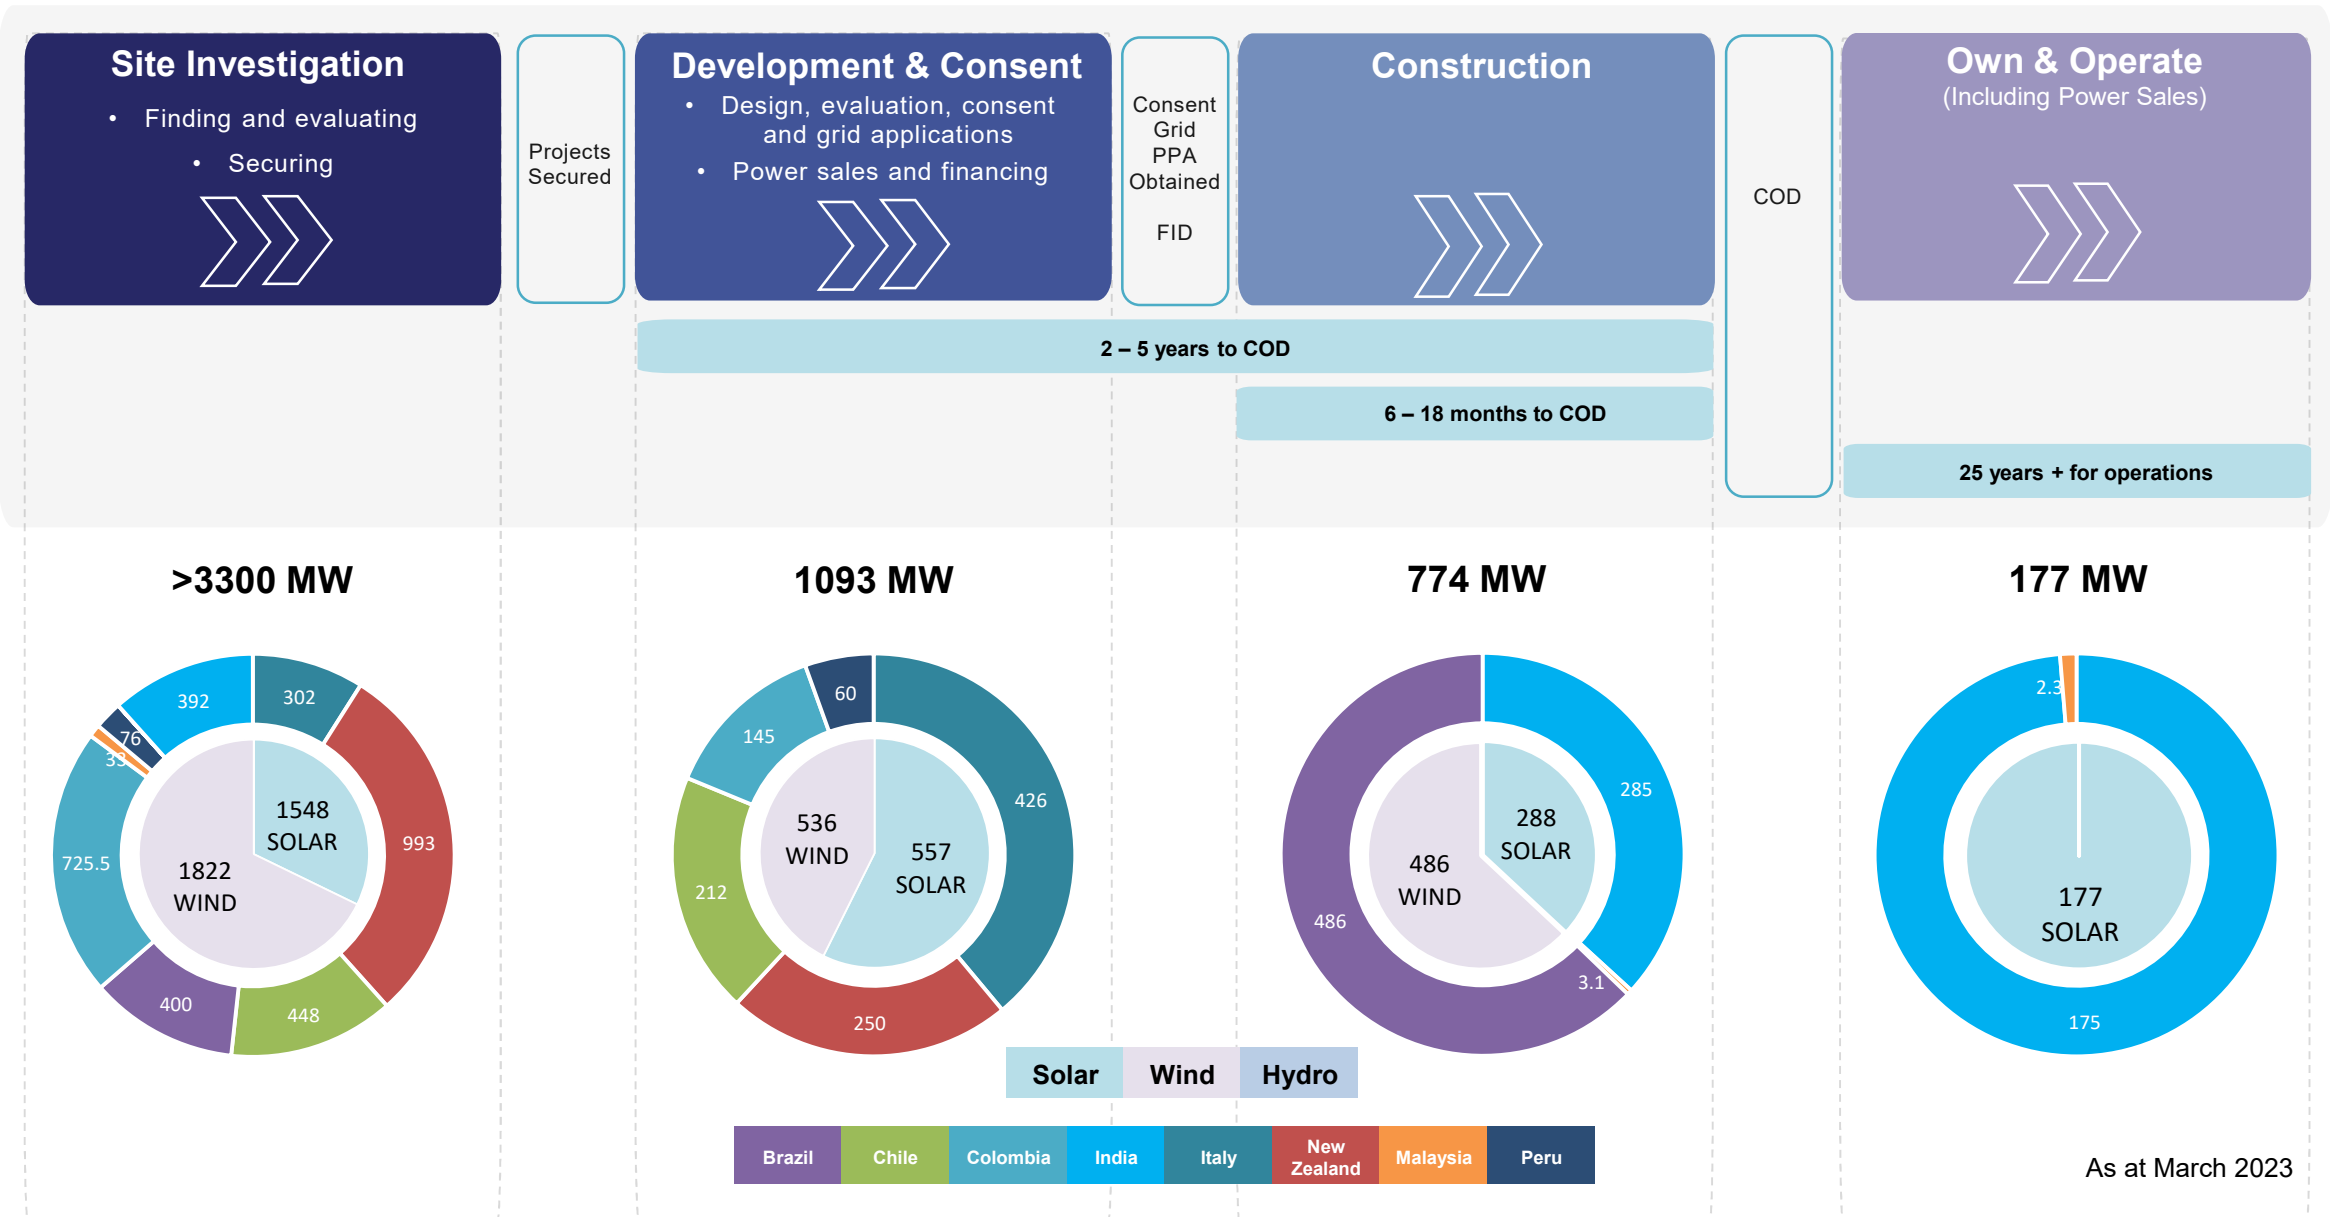 Site Investigation
• Finding and evaluating
• Securing
Projects
Secured
Development & Consent
• Design, evaluation, consent
and grid applications
• Power sales and financing
Consent
Grid
PPA
Obtained
FID
Construction
COD
Own & Operate
(Including Power Sales)
2 – 5 years to COD
6 – 18 months to COD
25 years + for operations
>3300 MW
1093 MW
774 MW
177 MW
392
302
76
33
993
725.5
400
448
1548
SOLAR
1822
WIND
60
145
426
212
250
536
WIND
557
SOLAR
285
486
3.1
288
SOLAR
486
WIND
2.3
175
177
SOLAR
Solar
Wind
Hydro
Brazil
Chile
Colombia
India
Italy
New
Zealand
Malaysia
Peru
As at March 2023